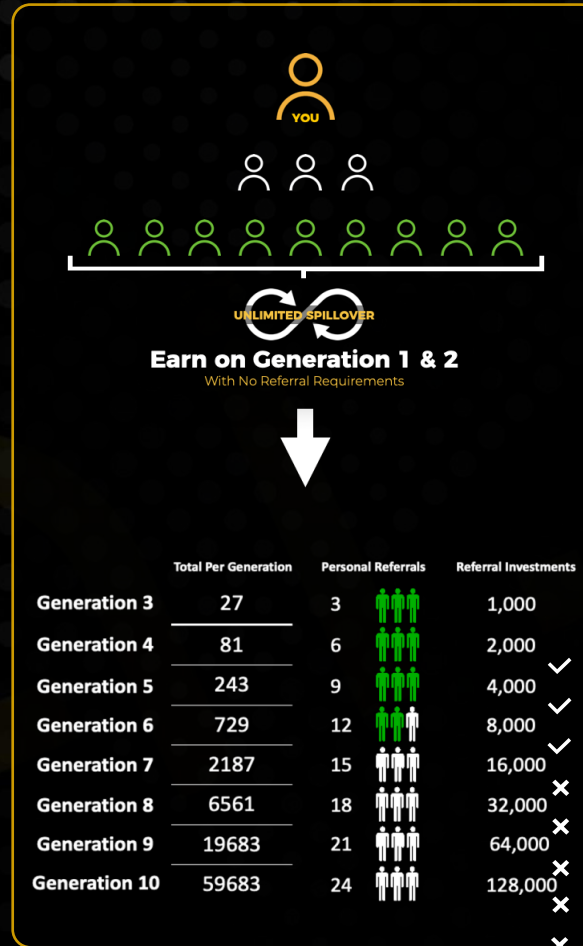 YOU
UNLIMITED SPILLOVER
Earn on Generation 1 & 2
With No Referral Requirements
Total Per Generation Personal Referrals Referral Investments
Generation 3 27 3 1,000
Generation 4 81 6 2,000
Generation 5 243 9 4,000
Generation 6 729 12 8,000
Generation 7 2187 15 16,000
Generation 8 6561 18 32,000
Generation 9 19683 21 64,000
Generation 10 59683 24 128,000